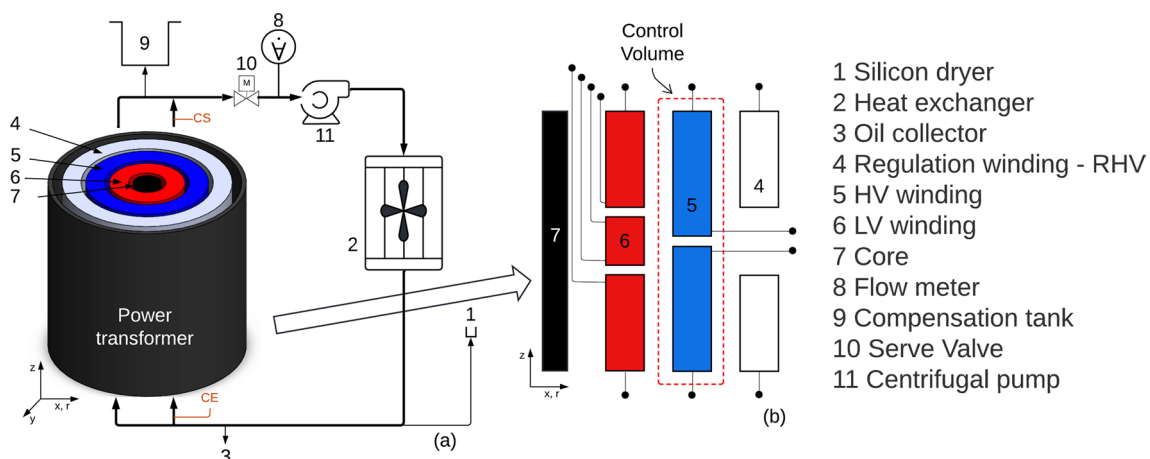 8
9
10
M
CS
11
4
5
6
7
2
Power
transformer
z
x, r
y
CE
3
1
(a)
Control
Volume
7
6
5
4
z
x, r
(b)
1 Silicon dryer
2 Heat exchanger
3 Oil collector
4 Regulation winding - RHV
5 HV winding
6 LV winding
7 Core
8 Flow meter
9 Compensation tank
10 Serve Valve
11 Centrifugal pump